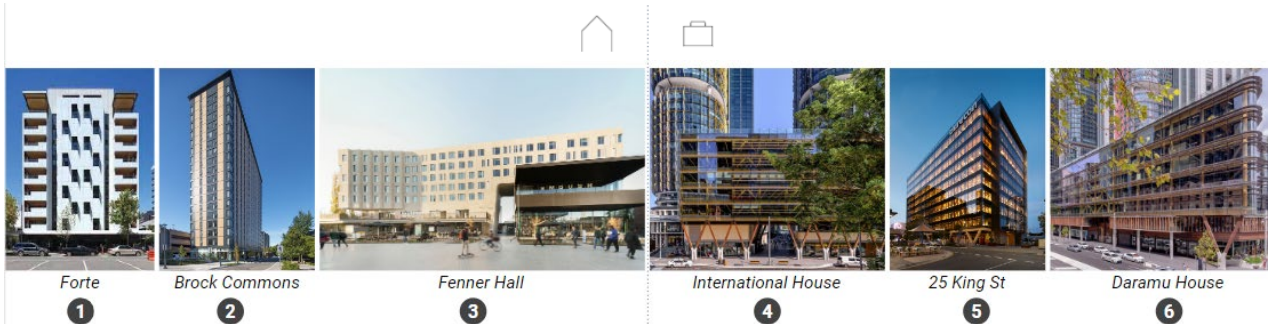 Forte
1
Brock Commons
2
Fenner Hall
3
International House
4
25 King St
5
Daramu House
6